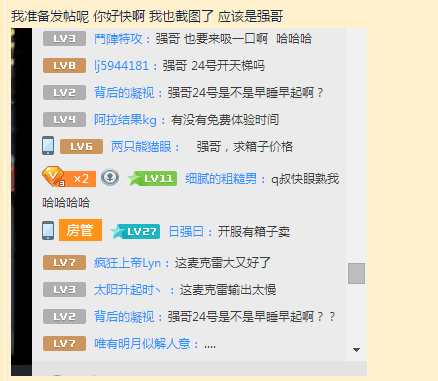 我准备发帖呢 你好快啊 我也截图了 应该是强哥
LV3 鬥陣特攻：强哥 也要来吸一口啊 哈哈哈
LV8 lj5944181：强哥 24号开天梯吗
LV2 背后的凝视：强哥24号是不是早睡早起啊？
LV4 阿拉结果kg：有没有免费体验时间
LV6 两只能猫眼： 强哥，求箱子价格
3 ×2 LV11 细腻的粗糙男：q叔快眼熟我
哈哈哈哈
房管 LV27 日强曰：开服有箱子卖
LV7 疯狂上帝Lyn：这麦克雷大又好了
LV3 太阳升起时丶：这麦克雷输出太慢
LV2 背后的凝视：强哥24号是不是早睡早起啊？？
LV7 唯有明月似解人意：....